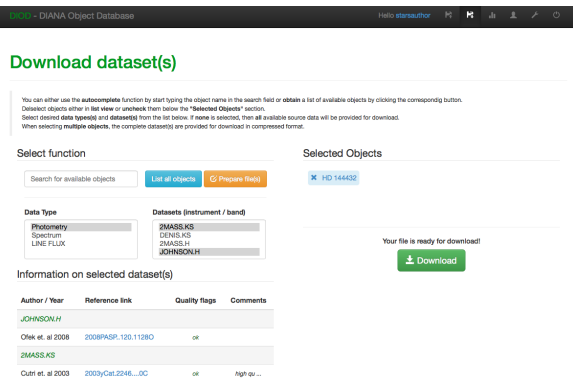 DIOD - DIANA Object Database
Hello starsauthor
Download dataset(s)
You can either use the autocomplete function by start typing the object name in the search field or obtain a list of available objects by clicking the correspondig button.
Delselect objects either in list view or uncheck them below the "Selected Objects" section.
Select desired data types(s) and dataset(s) from the list below. If none is selected, then all available source data will be provided for download.
When selecting multiple objects, the complete dataset(s) are provided for download in compressed format.
Select function
Search for available objects
List all objects
Prepare file(s)
Data Type
Photometry
Spectrum
LINE FLUX
Datasets (instrument / band)
2MASS.KS
DENIS.KS
2MASS.H
JOHNSON.H
Information on selected dataset(s)
Author / Year Reference link Quality flags Comments
JOHNSON.H
Ofek et. al 2008 2008PASP..120.1128O ok
2MASS.KS
Cutri et. al 2003 2003yCat.2246....0C ok high qu ...
Selected Objects
HD 144432
Your file is ready for download!
Download